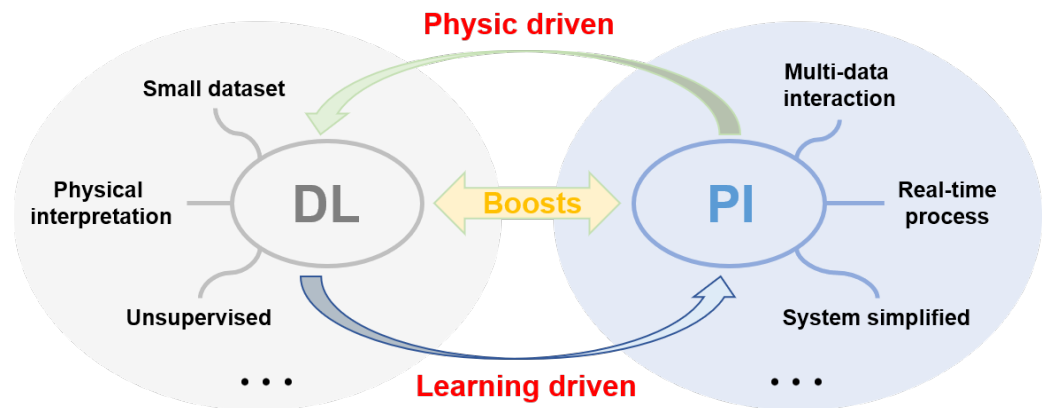 Physic driven
Small dataset
Physical
interpretation
Unsupervised
. . .
DL
Boosts
PI
Multi-data
interaction
Real-time
process
System simplified
. . .
Learning driven